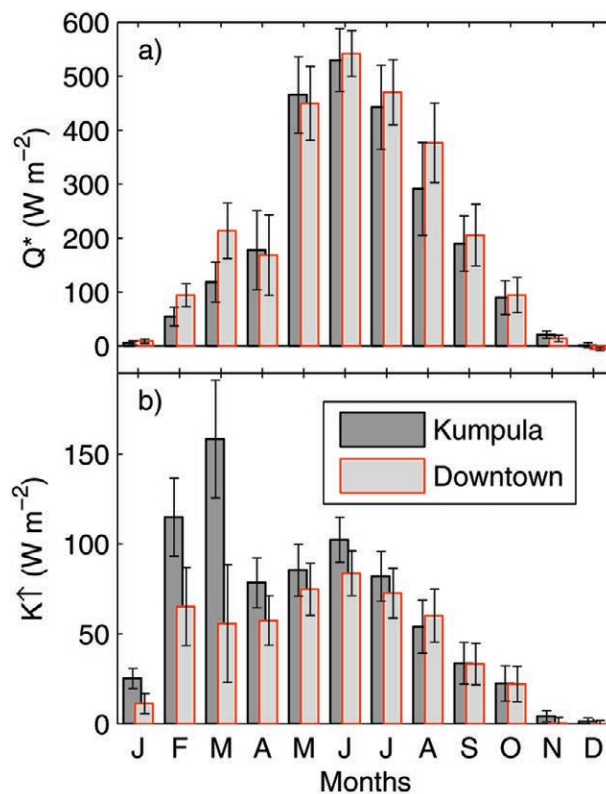 600
a)
500
400
300
200
100
0
Q* (W m−2)
b)
Kumpula
Downtown
150
100
50
0
K↑ (W m−2)
J F M A M J J A S O N D
Months